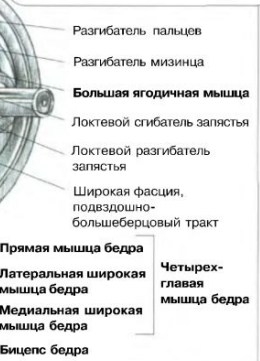 Разгибатель пальцев
Разгибатель мизинца
Большая ягодичная мышца
Локтевой сгибатель запястья
Локтевой разгибатель
запястья
Широкая фасция,
подвздошно-
большеберцовый тракт
Прямая мышца бедра
Латеральная широкая
мышца бедра
Медиальная широкая
мышца бедра
Четырех-
главая
мышца бедра
Бицепс бедра